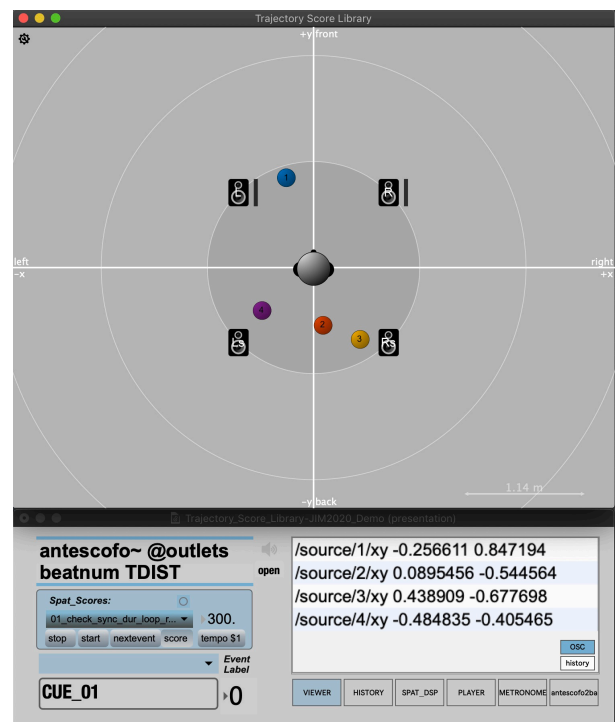 Trajectory Score Library
+y front
1
L
R
left
-x
right
+x
4
2
3
Ls
Rs
1.14 m
-y back
Trajectory_Score_Library-JIM2020_Demo (presentation)
antescofo~ @outlets
beatnum TDIST
open
Spat_Scores:
01_check_sync_dur_loop_r...
300.
stop start nextevent score tempo $1
Event
Label
CUE_01
0
/source/1/xy -0.256611 0.847194
/source/2/xy 0.0895456 -0.544564
/source/3/xy 0.438909 -0.677698
/source/4/xy -0.484835 -0.405465
OSC
history
VIEWER HISTORY SPAT_DSP PLAYER METRONOME antescofo2ba